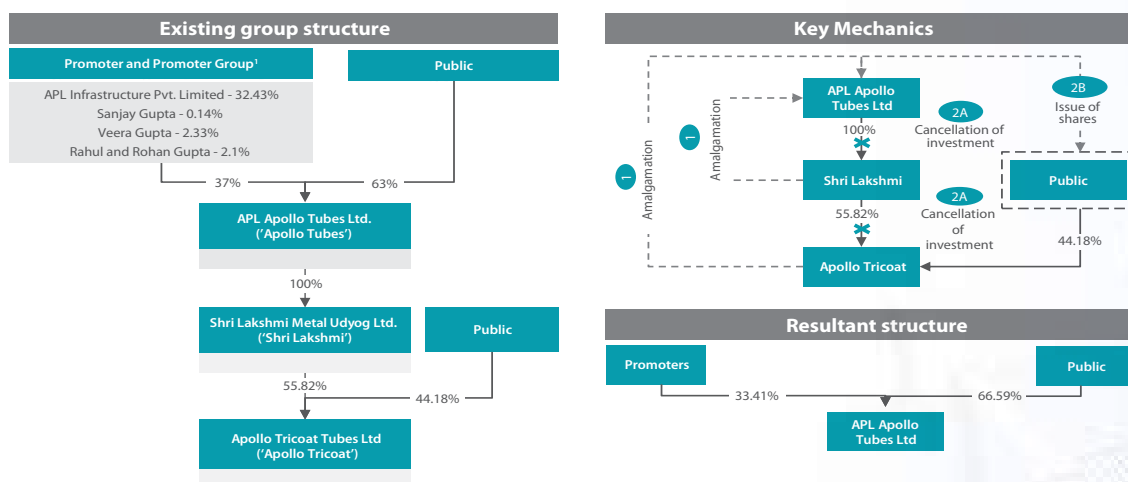 Existing group structure
Promoter and Promoter Group¹
Public
APL Infrastructure Pvt. Limited - 32.43%
Sanjay Gupta - 0.14%
Veera Gupta - 2.33%
Rahul and Rohan Gupta - 2.1%
37%
63%
APL Apollo Tubes Ltd.
('Apollo Tubes')
100%
Shri Lakshmi Metal Udyog Ltd.
('Shri Lakshmi')
Public
55.82%
44.18%
Apollo Tricoat Tubes Ltd
('Apollo Tricoat')
Key Mechanics
APL Apollo
Tubes Ltd
2B
Issue of
shares
2A
Cancellation of
investment
100%
1
Amalgamation
1
Amalgamation
Shri Lakshmi
Public
55.82%
2A
Cancellation
of
investment
44.18%
Apollo Tricoat
Resultant structure
Promoters
Public
33.41%
66.59%
APL Apollo
Tubes Ltd